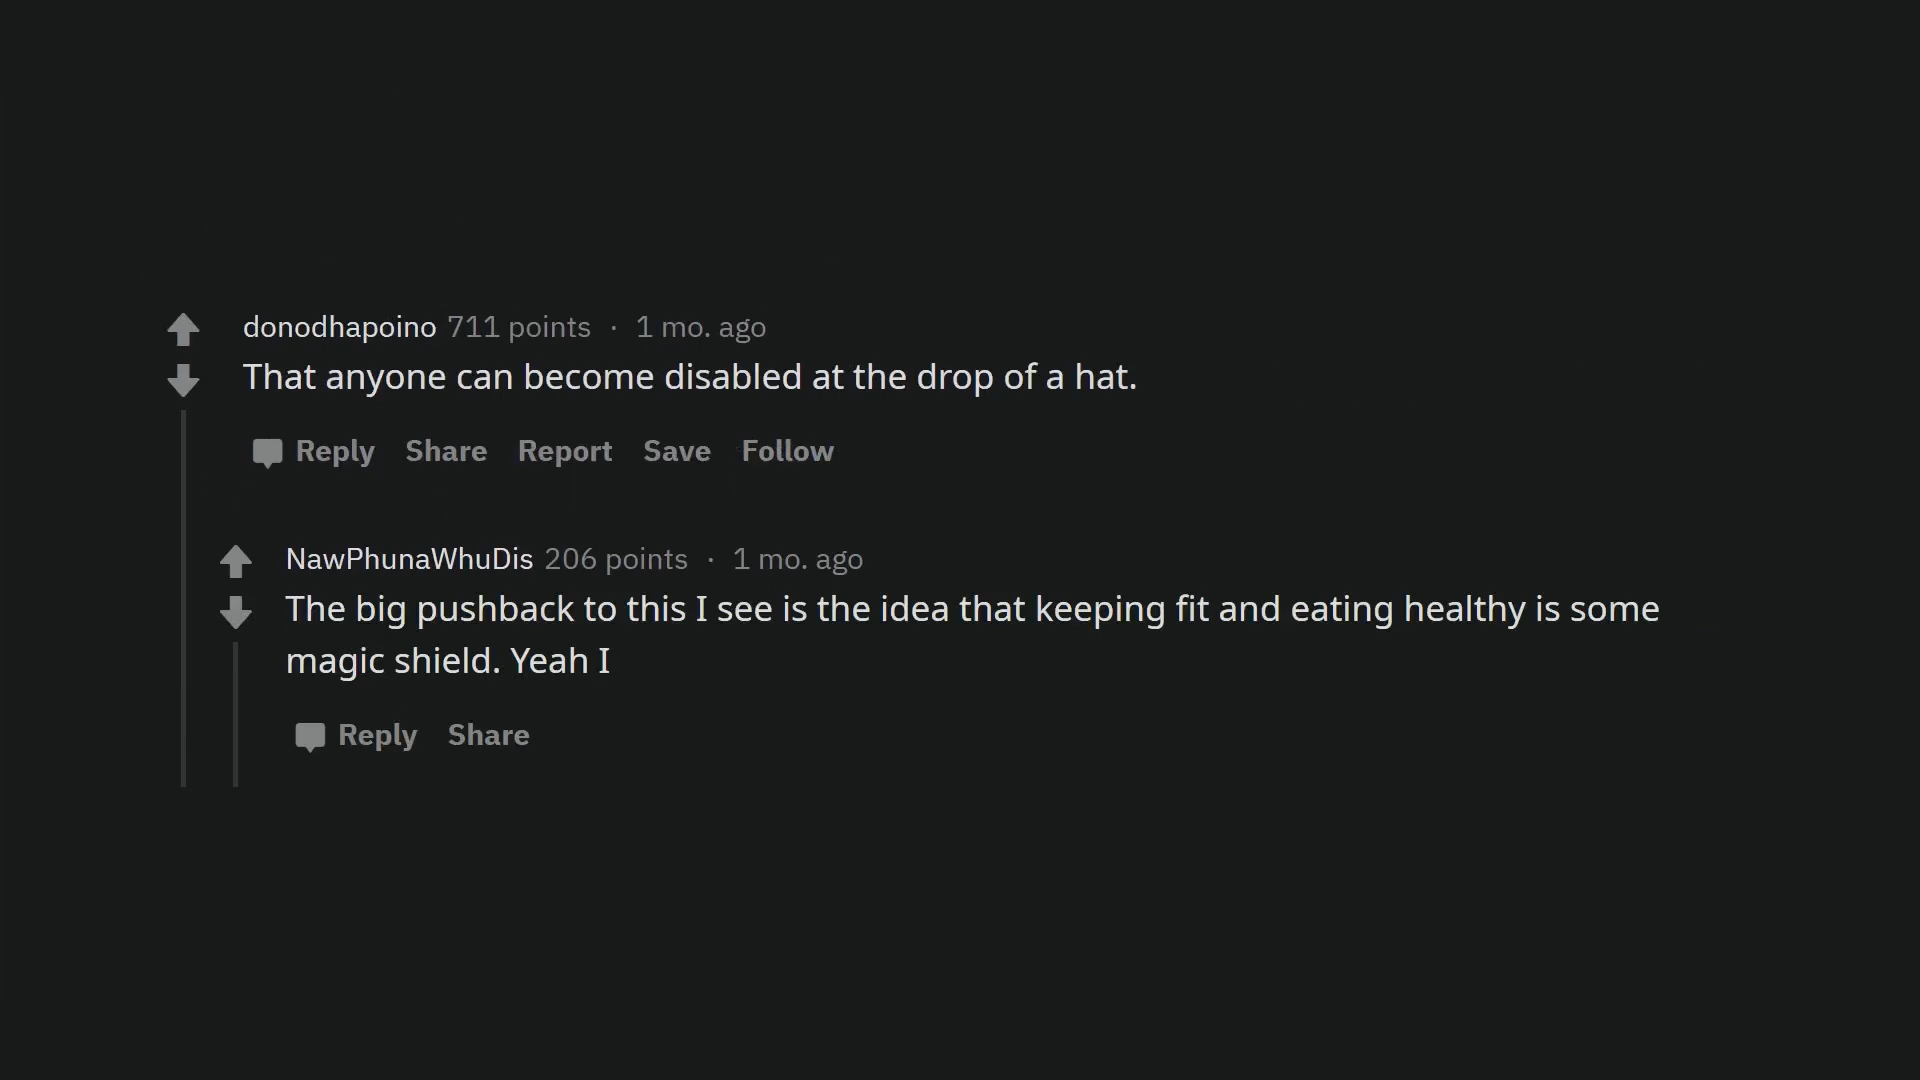 donodhapoino 711 points · 1 mo. ago
That anyone can become disabled at the drop of a hat.
Reply Share Report Save Follow
NawPhunaWhuDis 206 points · 1 mo. ago
The big pushback to this I see is the idea that keeping fit and eating healthy is some
magic shield. Yeah I
Reply Share